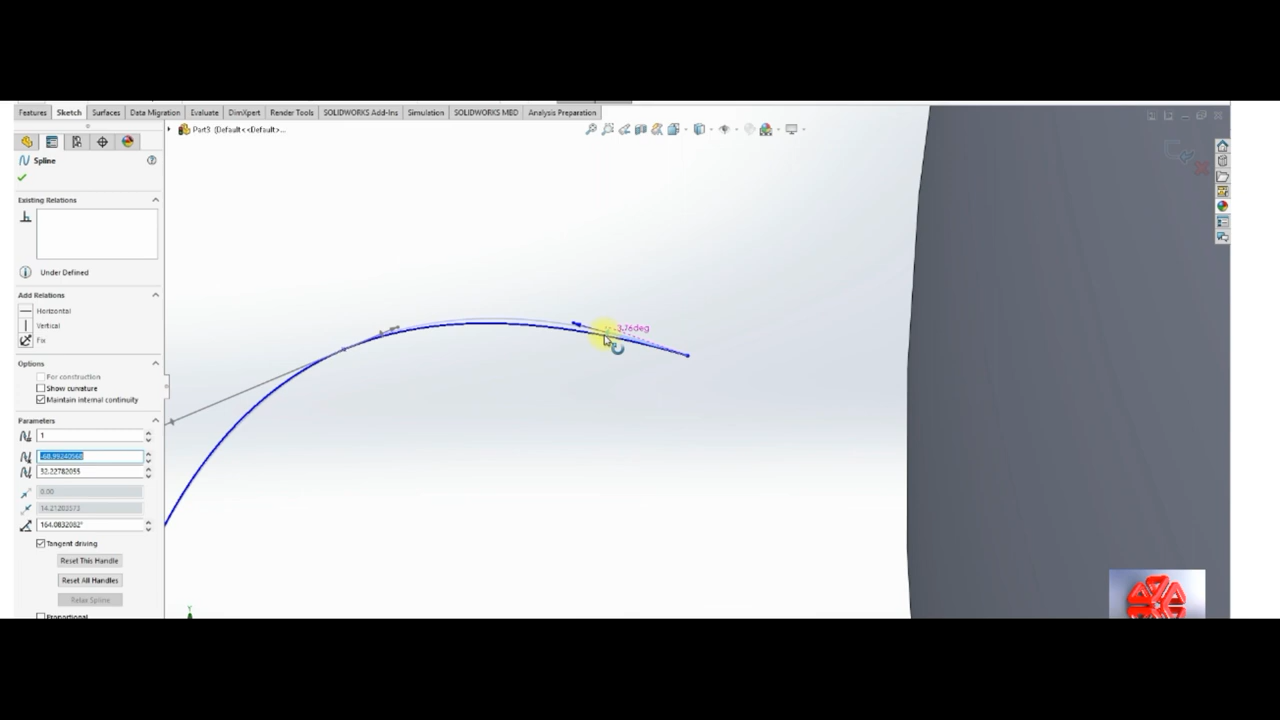 Features Sketch Surfaces Data Migration Evaluate DimXpert Render Tools SOLIDWORKS Add-Ins Simulation SOLIDWORKS MBD Analysis Preparation
Part3 (Default<<Default>...
Spline
Existing Relations
Under Defined
Add Relations
Horizontal
Vertical
Fix
Options
For construction
Show curvature
Maintain internal continuity
Parameters
1
-68.99240568
32.22782055
0.00
164.0832082°
Tangent driving
Reset This Handle
Reset All Handles
Relax Spline
Proportional
3.76deg
Y